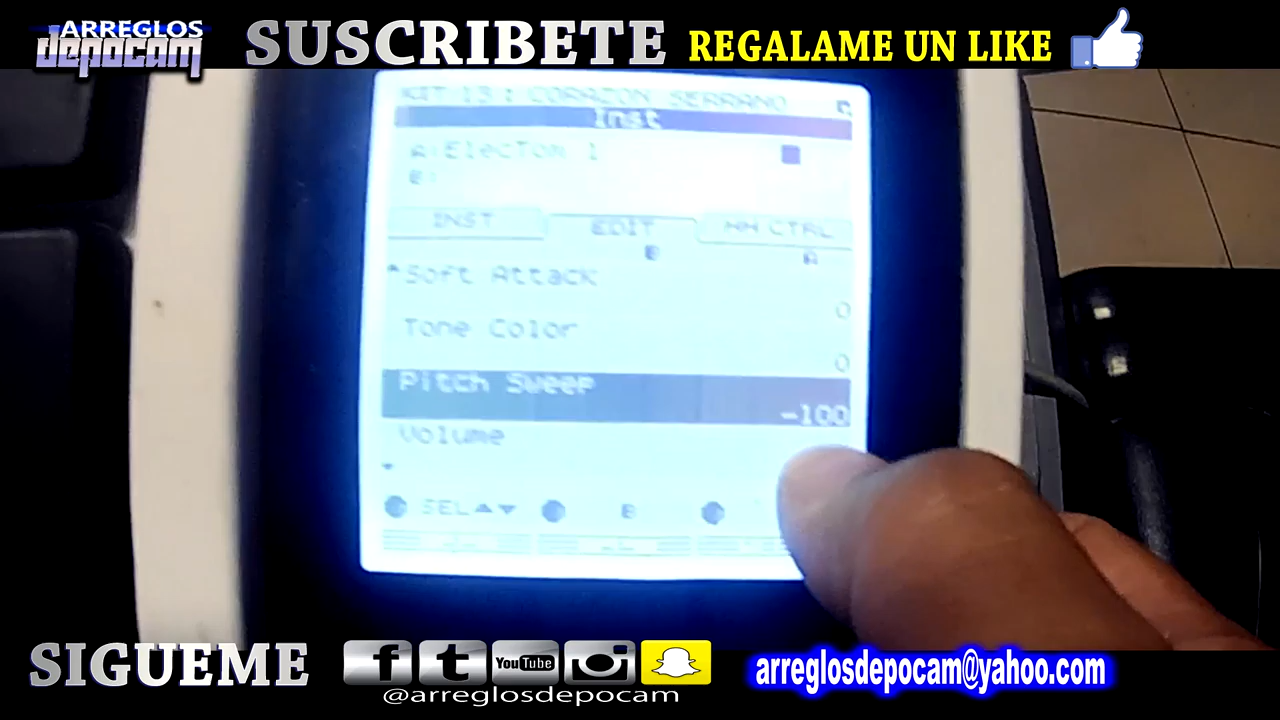 ARREGLOS
depocam
SUSCRIBETE
REGALAME UN LIKE
KIT 13: CORAZON SERRANO
Inst
A:ElecTom 1
B:
INST EDIT HH CTRL
B A
Soft Attack
0
Tone Color
0
Pitch Sweep
-100
Volume
SEL B
SIGUEME
f t YouTube
@arreglosdepocam
arreglosdepocam@yahoo.com